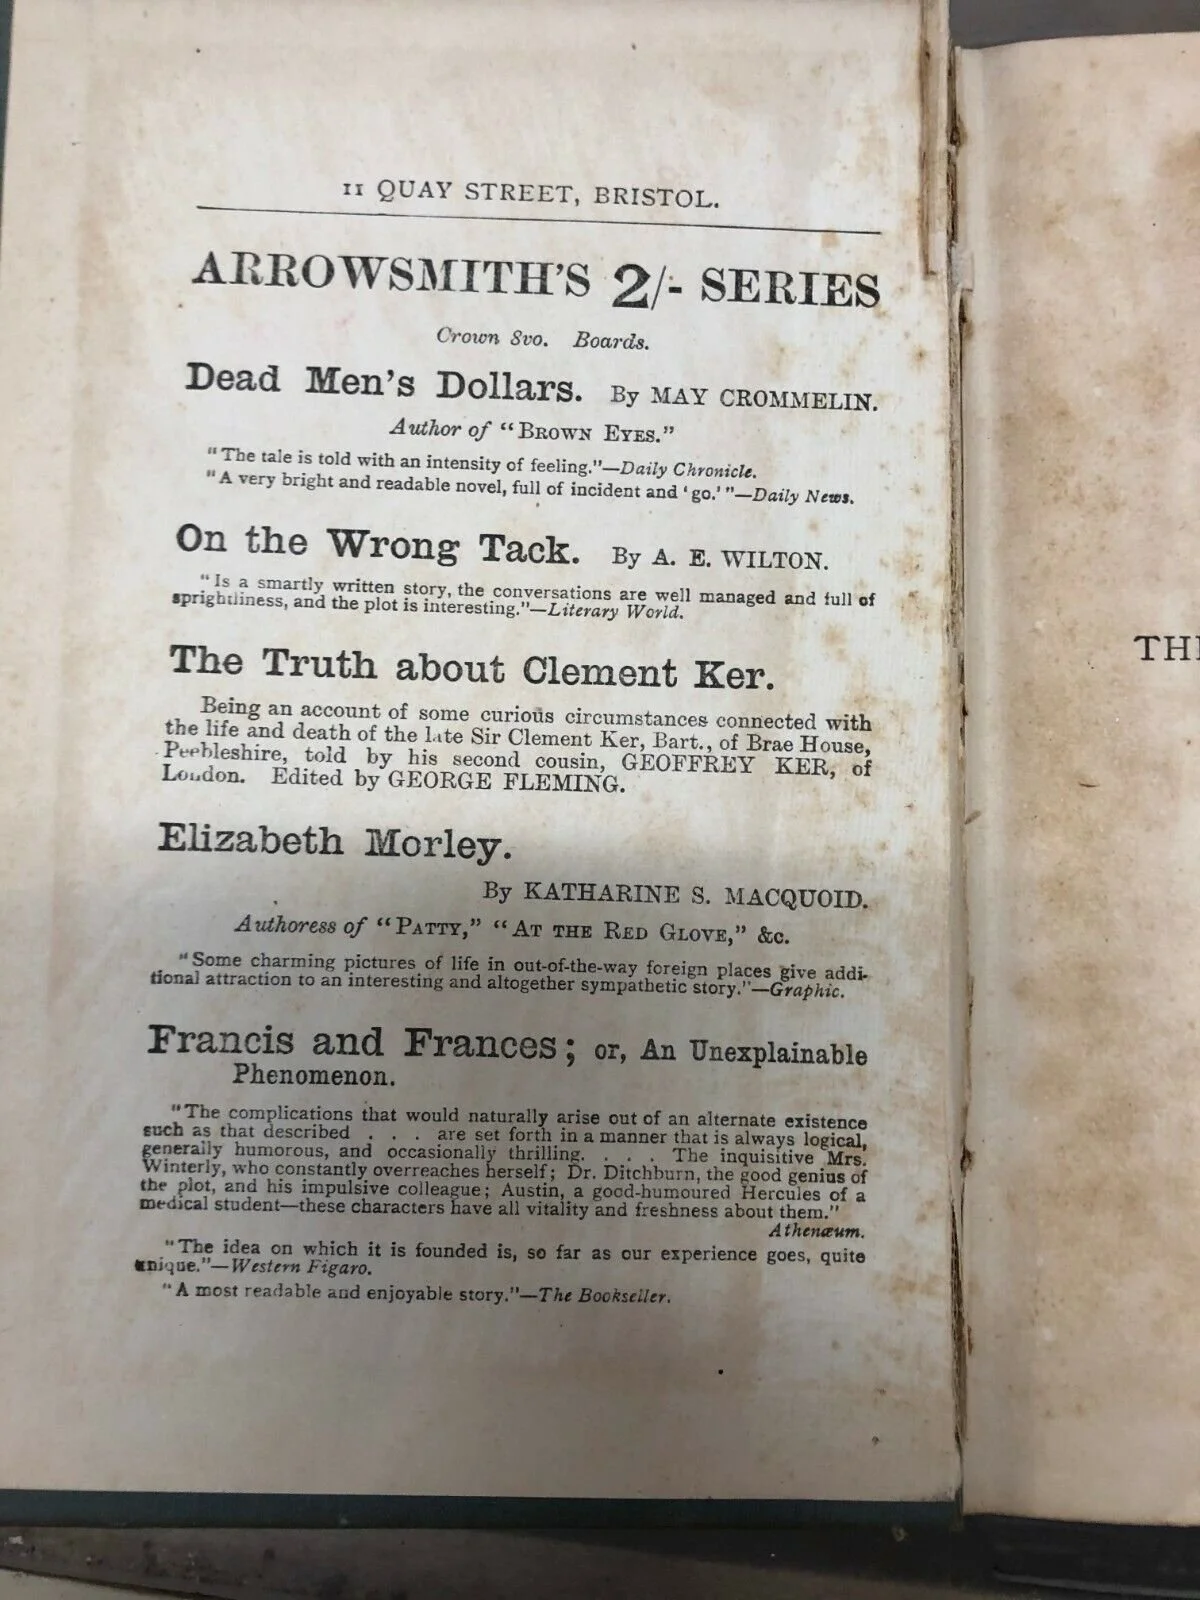 11 QUAY STREET, BRISTOL.
ARROWSMITH'S 2/- SERIES
Crown 8vo. Boards.
Dead Men's Dollars. By MAY CROMMELIN.
Author of "BROWN EYES."
"The tale is told with an intensity of feeling."—Daily Chronicle.
"A very bright and readable novel, full of incident and 'go.'"—Daily News.
On the Wrong Tack. By A. E. WILTON.
"Is a smartly written story, the conversations are well managed and full of
sprightliness, and the plot is interesting."—Literary World.
The Truth about Clement Ker.
Being an account of some curious circumstances connected with
the life and death of the late Sir Clement Ker, Bart., of Brae House,
Peebleshire, told by his second cousin, GEOFFREY KER, of
London. Edited by GEORGE FLEMING.
Elizabeth Morley.
By KATHARINE S. MACQUOID.
Authoress of "PATTY," "AT THE RED GLOVE," &c.
"Some charming pictures of life in out-of-the-way foreign places give addi-
tional attraction to an interesting and altogether sympathetic story."—Graphic.
Francis and Frances; or, An Unexplainable
Phenomenon.
"The complications that would naturally arise out of an alternate existence
such as that described . . . are set forth in a manner that is always logical,
generally humorous, and occasionally thrilling. . . . The inquisitive Mrs.
Winterly, who constantly overreaches herself; Dr. Ditchburn, the good genius of
the plot, and his impulsive colleague; Austin, a good-humoured Hercules of a
medical student—these characters have all vitality and freshness about them."
Athenæum.
"The idea on which it is founded is, so far as our experience goes, quite
unique."—Western Figaro.
"A most readable and enjoyable story."—The Bookseller.
TH